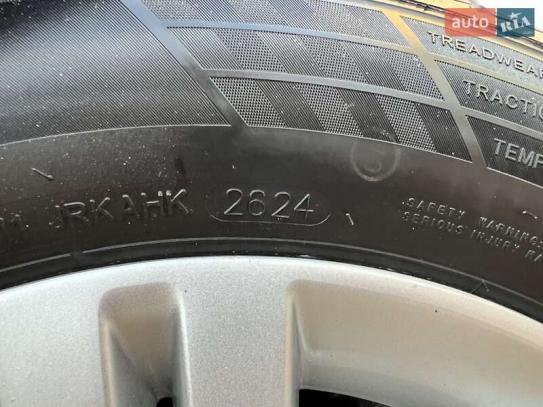 auto RIA
TREADWEAR
TRACTIO
TEMP
JRKAHK 2624
SAFETY WARNING
SERIOUS INJURY MA